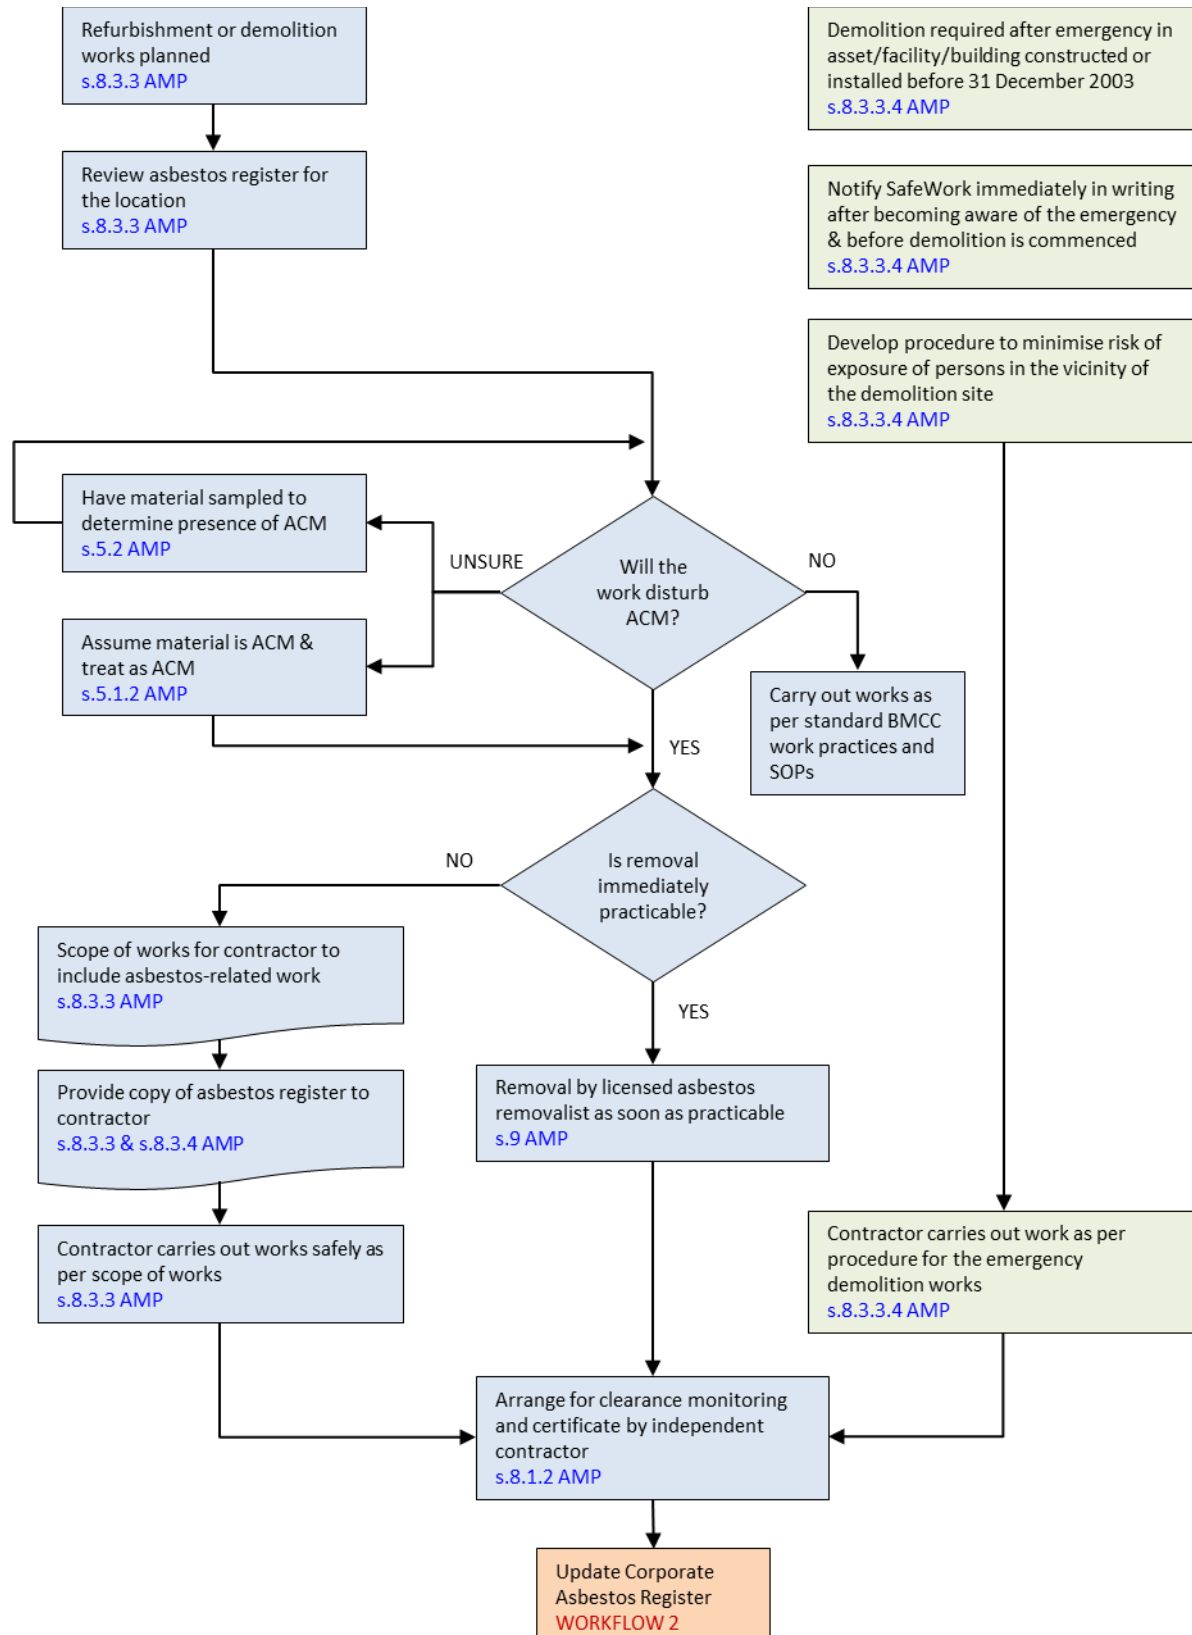 Refurbishment or demolition
works planned
s.8.3.3 AMP
Demolition required after emergency in
asset/facility/building constructed or
installed before 31 December 2003
s.8.3.3.4 AMP
Review asbestos register for
the location
s.8.3.3 AMP
Notify SafeWork immediately in writing
after becoming aware of the emergency
& before demolition is commenced
s.8.3.3.4 AMP
Develop procedure to minimise risk of
exposure of persons in the vicinity of
the demolition site
s.8.3.3.4 AMP
Have material sampled to
determine presence of ACM
s.5.2 AMP
UNSURE
Will the
work disturb
ACM?
NO
Assume material is ACM &
treat as ACM
s.5.1.2 AMP
Carry out works as
per standard BMCC
work practices and
SOPs
YES
NO
Is removal
immediately
practicable?
Scope of works for contractor to
include asbestos-related work
s.8.3.3 AMP
YES
Provide copy of asbestos register to
contractor
s.8.3.3 & s.8.3.4 AMP
Removal by licensed asbestos
removalist as soon as practicable
s.9 AMP
Contractor carries out works safely as
per scope of works
s.8.3.3 AMP
Contractor carries out work as per
procedure for the emergency
demolition works
s.8.3.3.4 AMP
Arrange for clearance monitoring
and certificate by independent
contractor
s.8.1.2 AMP
Update Corporate
Asbestos Register
WORKFLOW 2